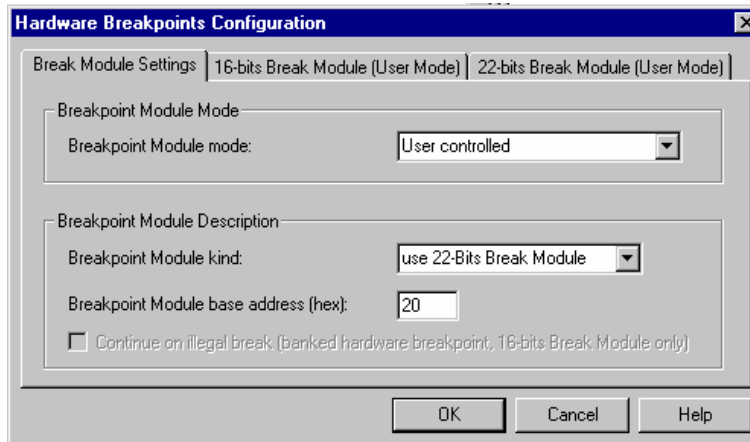 Hardware Breakpoints Configuration
Break Module Settings 16-bits Break Module (User Mode) 22-bits Break Module (User Mode)
Breakpoint Module Mode
Breakpoint Module mode: User controlled
Breakpoint Module Description
Breakpoint Module kind: use 22-Bits Break Module
Breakpoint Module base address (hex): 20
Continue on illegal break (banked hardware breakpoint, 16-bits Break Module only)
OK Cancel Help